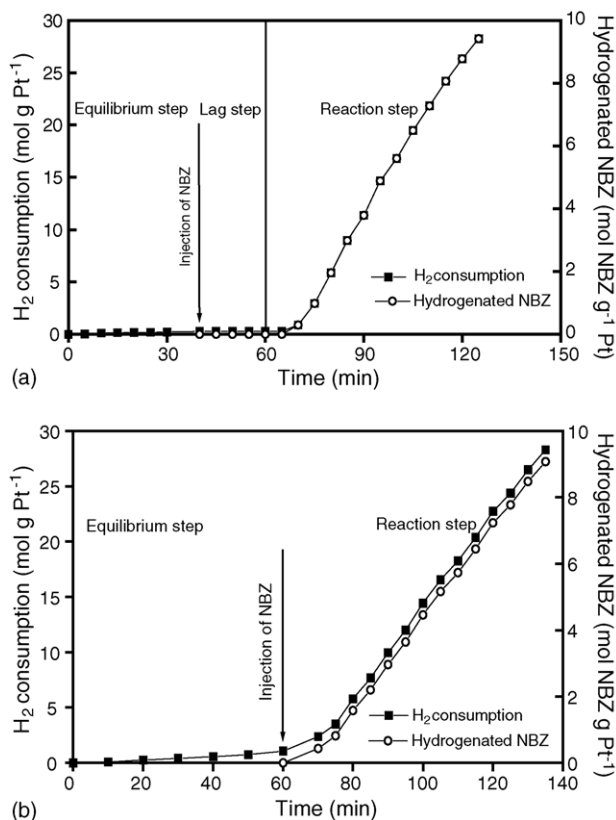 H₂ consumption (mol g Pt⁻¹)
30
25
20
15
10
5
0
Equilibrium step
Lag step
Reaction step
Injection of NBZ
H₂consumption
Hydrogenated NBZ
10
8
6
4
2
0
Hydrogenated NBZ (mol NBZ g⁻¹ Pt)
0 30 60 90 120 150
Time (min)
(a)
H₂ consumption (mol g Pt⁻¹)
30
25
20
15
10
5
0
Equilibrium step
Reaction step
Injection of NBZ
H₂consumption
Hydrogenated NBZ
10
8
6
4
2
0
Hydrogenated NBZ (mol NBZ g Pt⁻¹)
0 20 40 60 80 100 120 140
Time (min)
(b)